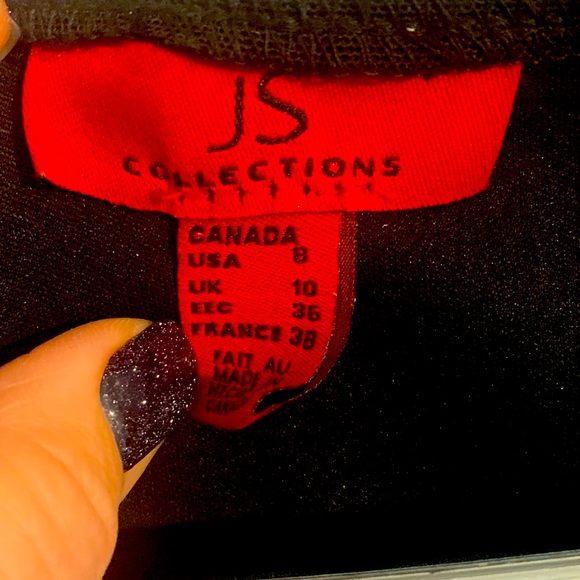 JS
COLLECTIONS
CANADA
USA 8
UK 10
EEC 36
FRANCE 38
FAIT AU
MADE IN